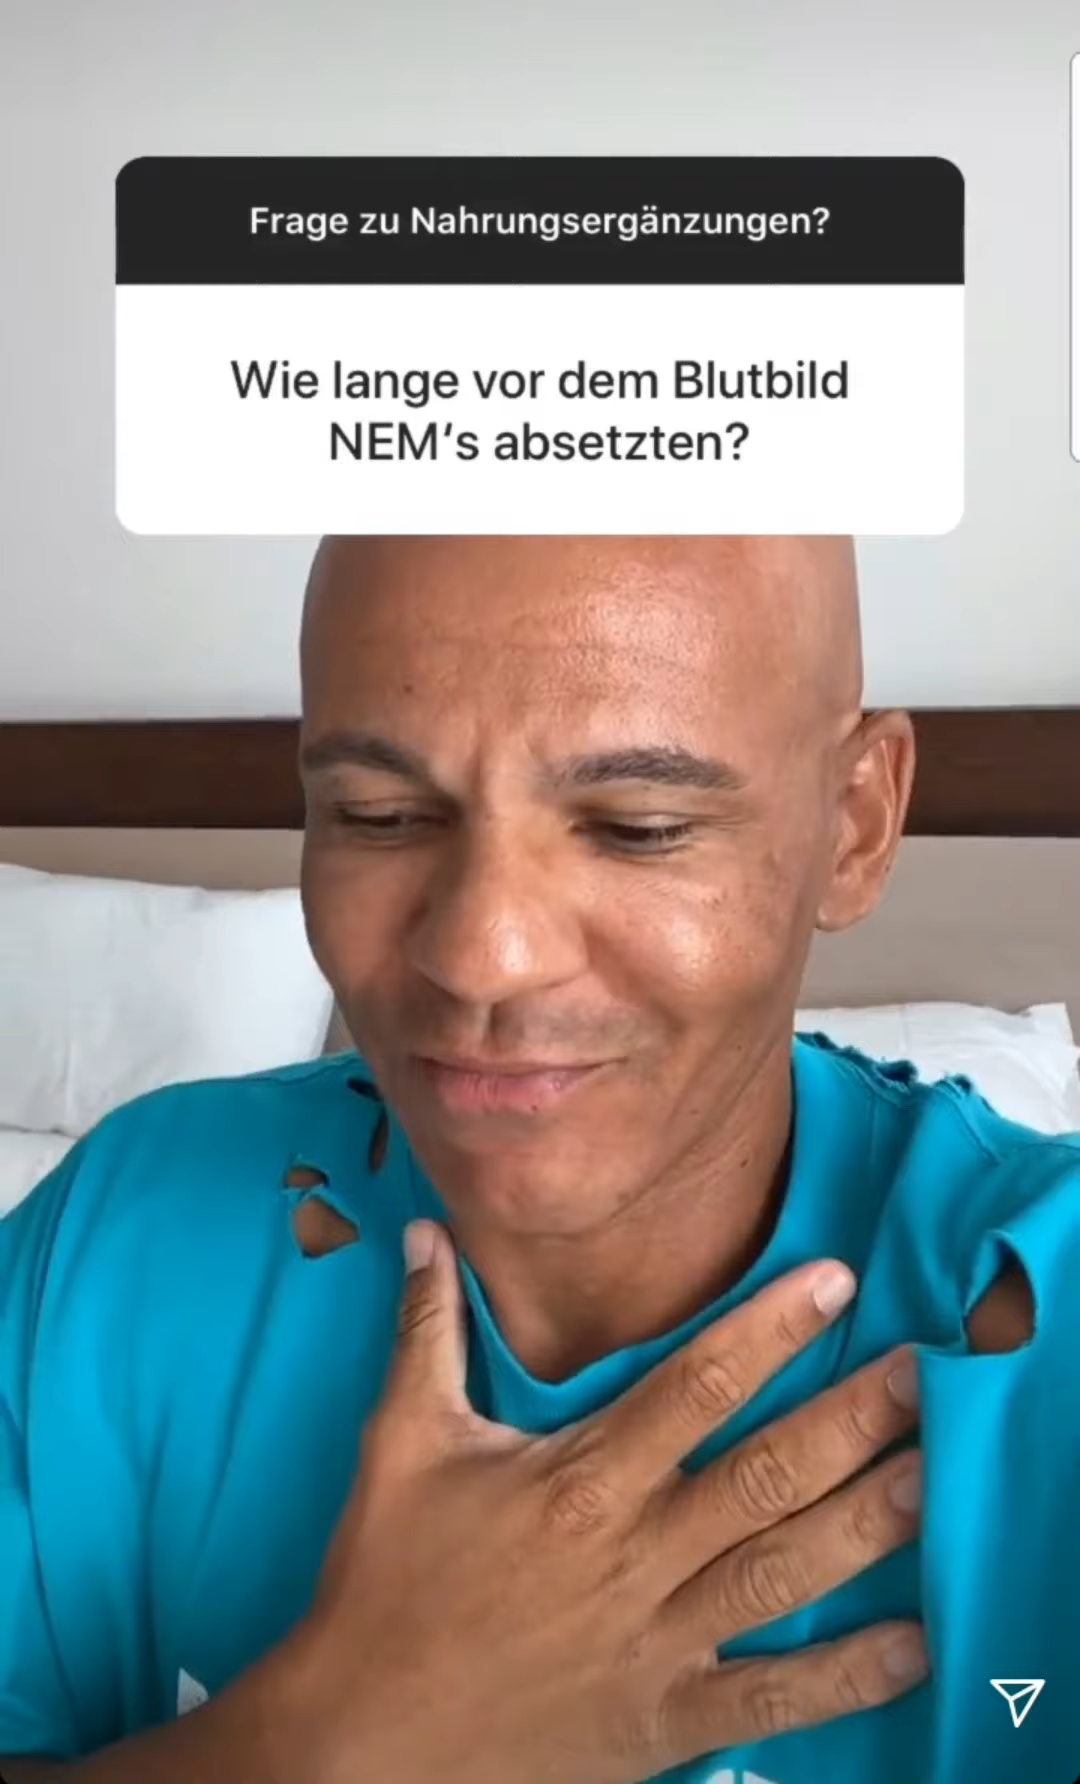 Frage zu Nahrungsergänzungen?
Wie lange vor dem Blutbild
NEM‘s absetzten?